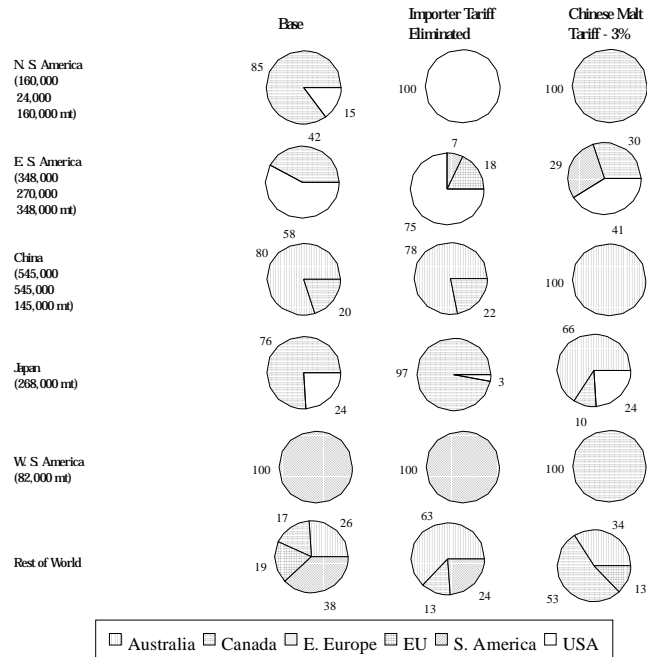 Base
Importer Tariff
Eliminated
Chinese Malt
Tariff - 3%
N. S. America
(160,000
24,000
160,000 mt)
85
15
100
100
E. S. America
(348,000
270,000
348,000 mt)
42
58
7
18
75
29
30
41
China
(545,000
545,000
145,000 mt)
80
20
78
22
100
Japan
(268,000 mt)
76
24
97
3
66
24
10
W. S. America
(82,000 mt)
100
100
100
Rest of World
17
26
19
38
63
13
24
34
13
53
Australia Canada E. Europe EU S. America USA